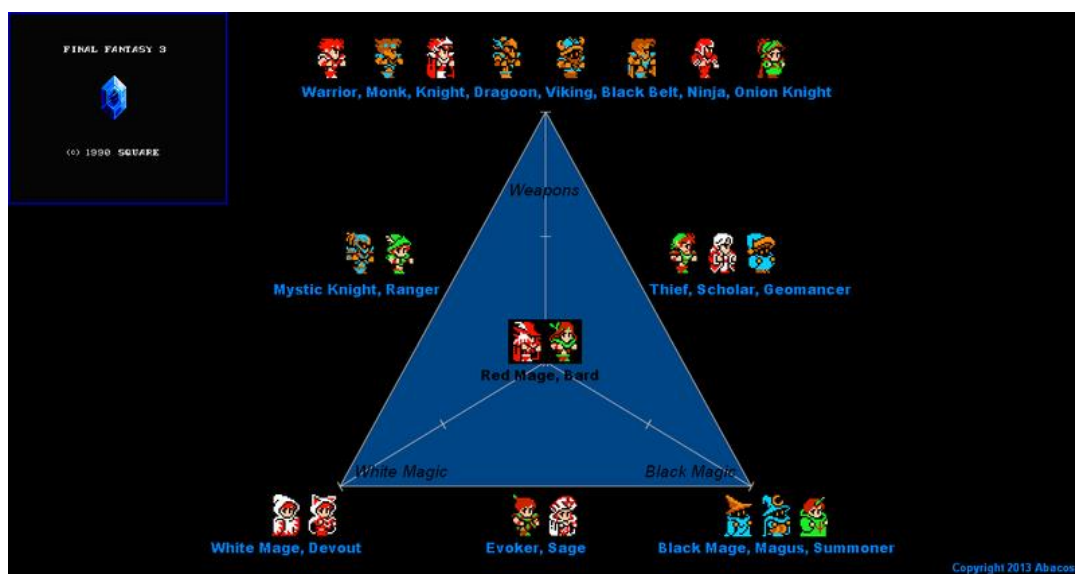 FINAL FANTASY 3
(C) 1990 SQUARE
Warrior, Monk, Knight, Dragoon, Viking, Black Belt, Ninja, Onion Knight
Weapons
Mystic Knight, Ranger
Thief, Scholar, Geomancer
Red Mage, Bard
White Magic
Black Magic
White Mage, Devout
Evoker, Sage
Black Mage, Magus, Summoner
Copyright 2013 Abacos